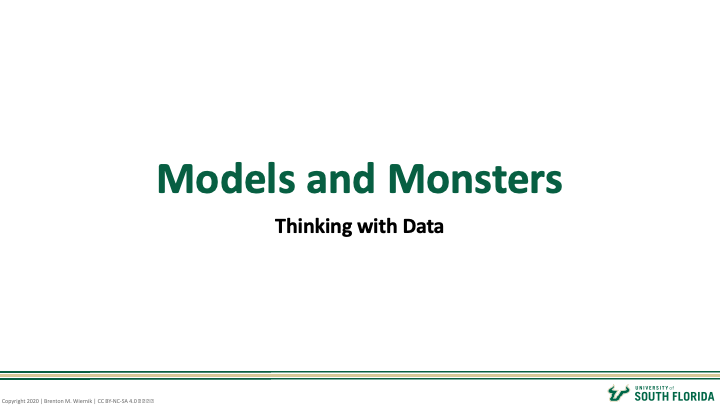 Models and Monsters
Thinking with Data
Copyright 2020 | Brenton M. Wiernik | CC BY-NC-SA 4.0
UNIVERSITY of
SOUTH FLORIDA